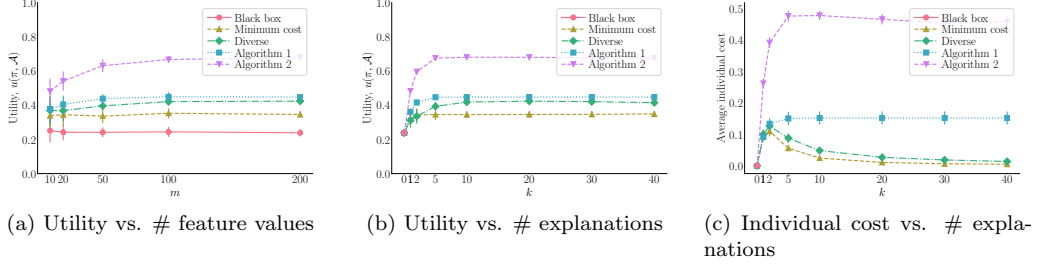 1.0
0.8
0.6
0.4
0.2
0.0
Utility, u(π, A)
10 20 50 100 200
m
Black box
Minimum cost
Diverse
Algorithm 1
Algorithm 2
(a) Utility vs. # feature values
1.0
0.8
0.6
0.4
0.2
0.0
Utility, u(π, A)
0 1 2 5 10 20 30 40
k
Black box
Minimum cost
Diverse
Algorithm 1
Algorithm 2
(b) Utility vs. # explanations
0.5
0.4
0.3
0.2
0.1
0.0
Average individual cost
0 1 2 5 10 20 30 40
k
Black box
Minimum cost
Diverse
Algorithm 1
Algorithm 2
(c) Individual cost vs. # expla-
nations